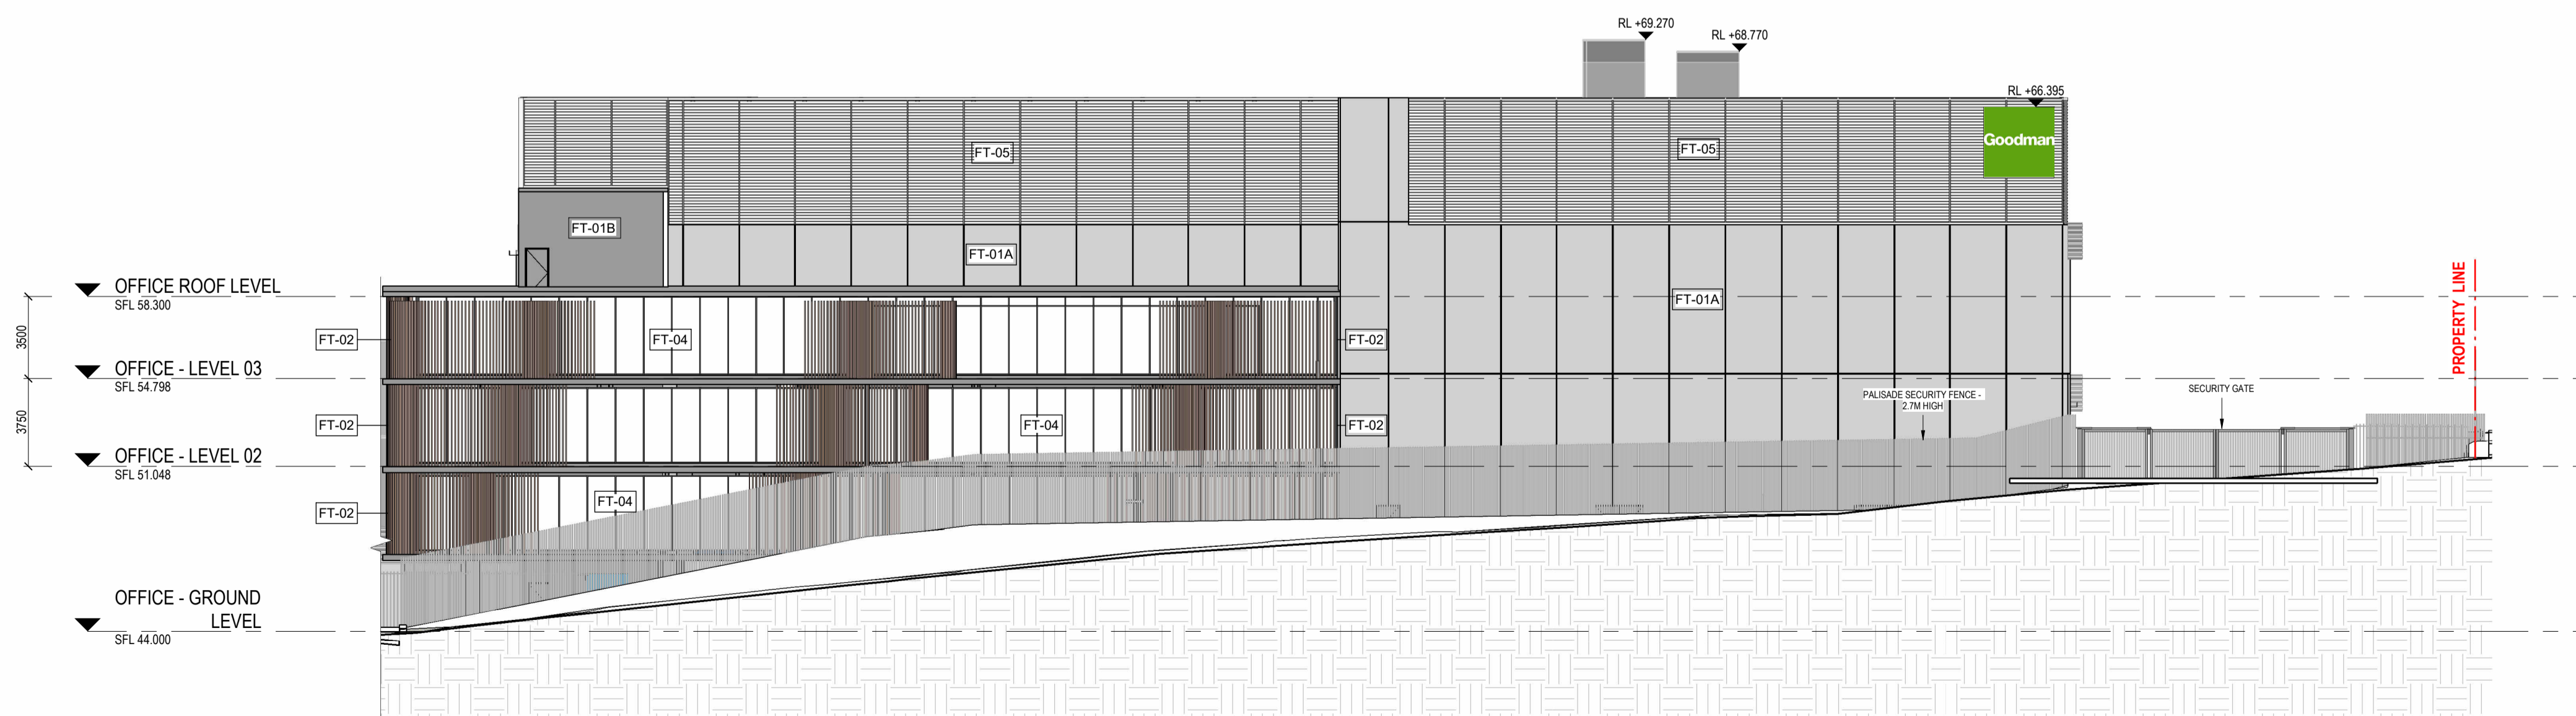 RL +69.270
RL +68.770
RL +66.395
Goodman
FT-05
FT-05
FT-01B
FT-01A
FT-01A
OFFICE ROOF LEVEL
SFL 58.300
3500
FT-02
FT-04
FT-02
PROPERTY LINE
OFFICE - LEVEL 03
SFL 54.798
3750
FT-02
FT-04
FT-02
PALISADE SECURITY FENCE -
2.7M HIGH
SECURITY GATE
OFFICE - LEVEL 02
SFL 51.048
FT-02
FT-04
OFFICE - GROUND
LEVEL
SFL 44.000